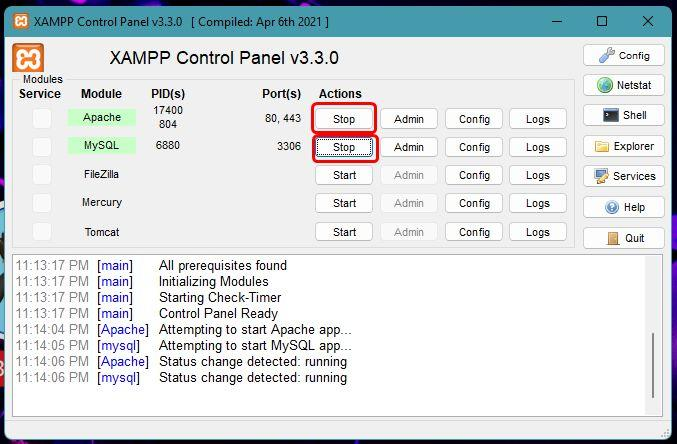 XAMPP Control Panel v3.3.0 [ Compiled: Apr 6th 2021 ]
XAMPP Control Panel v3.3.0
Config
Modules
Service Module PID(s) Port(s) Actions
Netstat
Apache 17400 804 80, 443 Stop Admin Config Logs
Shell
MySQL 6880 3306 Stop Admin Config Logs
Explorer
FileZilla Start Admin Config Logs
Services
Mercury Start Admin Config Logs
Help
Tomcat Start Admin Config Logs
Quit
11:13:17 PM [main] All prerequisites found
11:13:17 PM [main] Initializing Modules
11:13:17 PM [main] Starting Check-Timer
11:13:17 PM [main] Control Panel Ready
11:14:04 PM [Apache] Attempting to start Apache app...
11:14:05 PM [mysql] Attempting to start MySQL app...
11:14:06 PM [Apache] Status change detected: running
11:14:06 PM [mysql] Status change detected: running